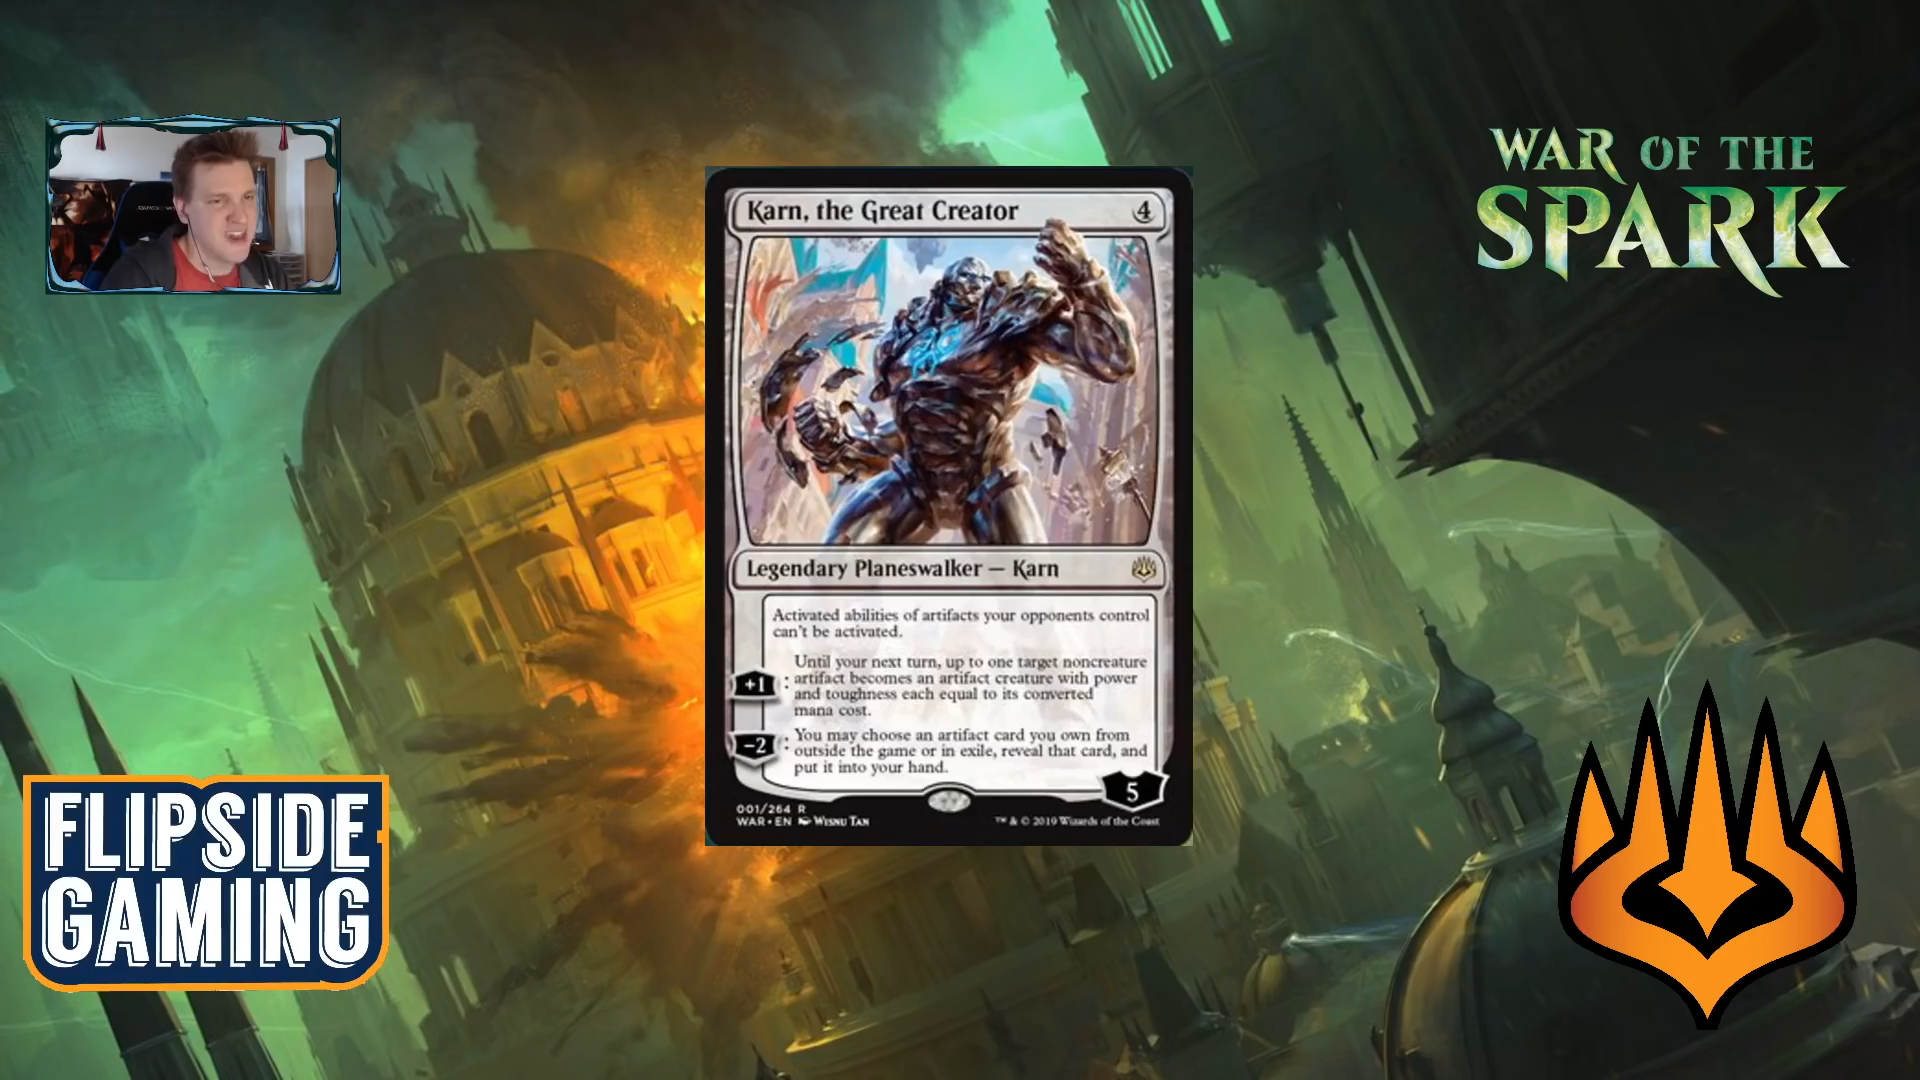 WAR OF THE
SPARK
Karn, the Great Creator 4
Legendary Planeswalker — Karn
Activated abilities of artifacts your opponents control
can't be activated.
Until your next turn, up to one target noncreature
+1 : artifact becomes an artifact creature with power
and toughness each equal to its converted
mana cost.
You may choose an artifact card you own from
−2 : outside the game or in exile, reveal that card, and
put it into your hand.
5
001/264 R
WAR • EN Wisnu Tan
™ & © 2019 Wizards of the Coast
FLIPSIDE
GAMING